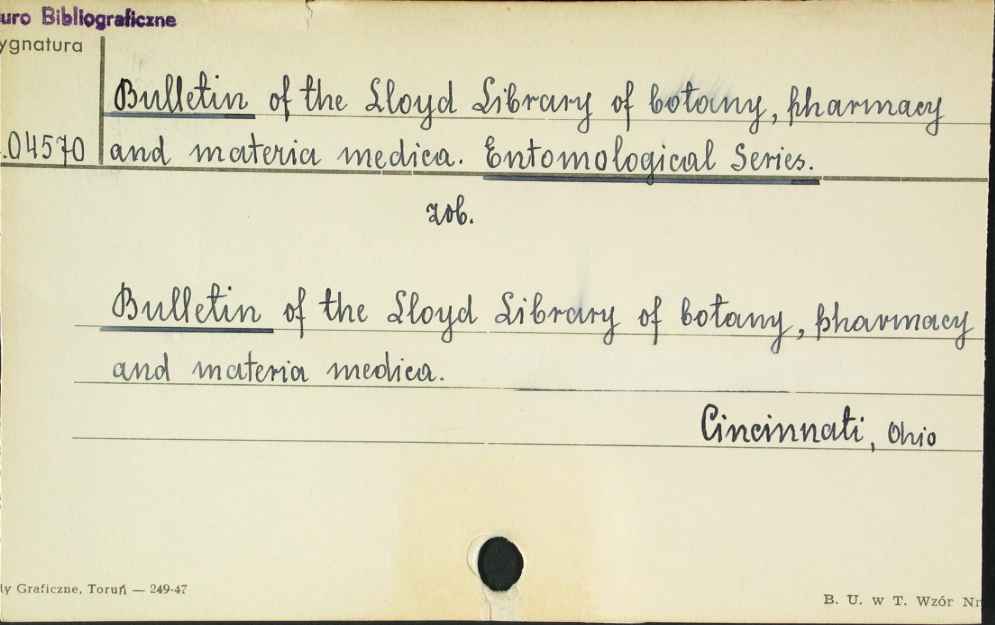 uro Bibliograficzne
ygnatura
Bulletin of the Lloyd Library of botany, pharmacy
.04570 and materia medica. Entomological Series.
zob.
Bulletin of the Lloyd Library of botany, pharmacy
and materia medica.
Cincinnati, Ohio
ly Graficzne, Toruń — 249-47
B. U. w T. Wzór Nr